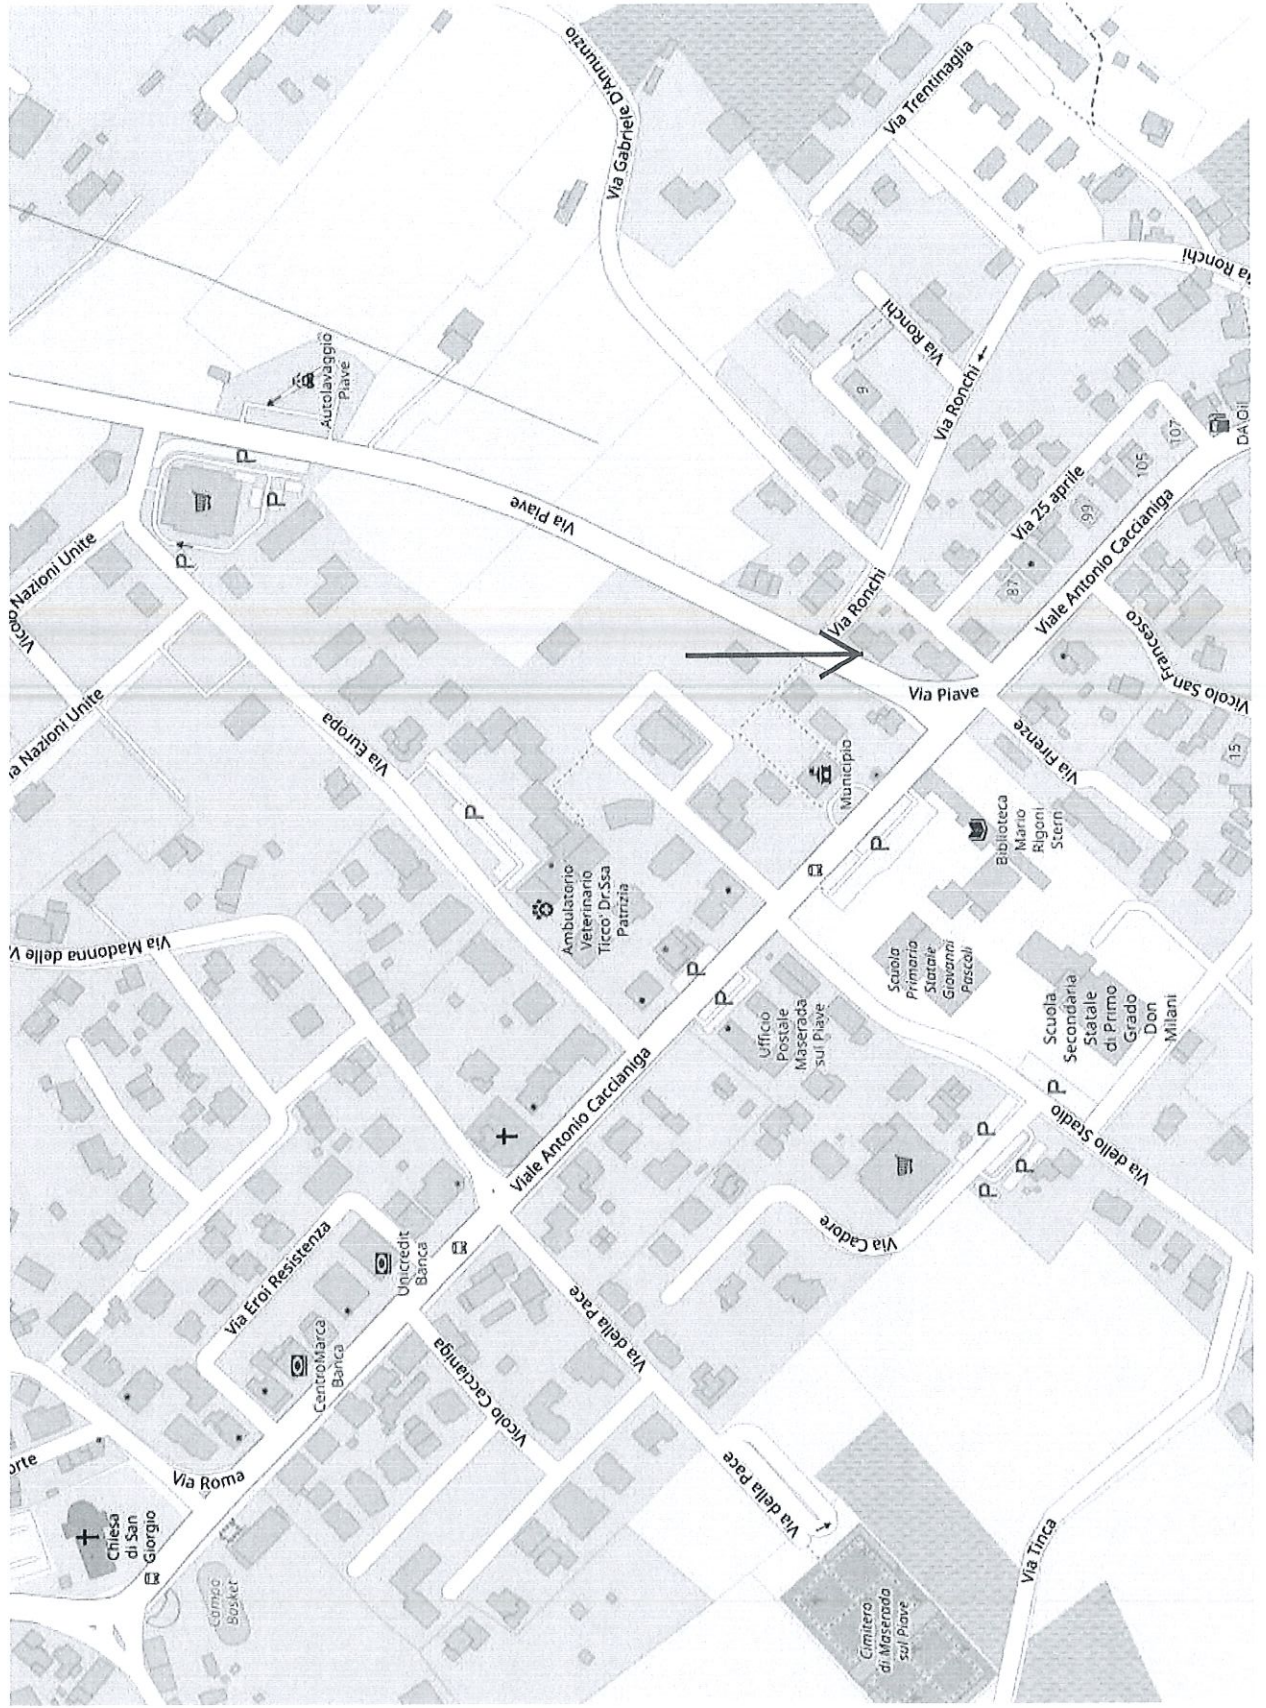 Via Gabriele D'Annunzio
Via Trentinaglia
Via Ronchi
Via Ronchi
Via Ronchi
Via Ronchi
9
Autolavaggio
Piave
P
P
P
Nazioni Unite
Nazioni Unite
Via Piave
Via Piave
Via Europa
Via 25 aprile
87
99
105
107
DA Oil
Viale Antonio Caccianiga
Vicolo San Francesco
15
Via Firenze
Municipio
P
Biblioteca
Mario
Rigoni
Stern
P
Ambulatorio
Veterinario
Ticco' Dr.Ssa
Patrizia
Via Madonna delle V
P
P
Scuola
Primaria
Statale
Giovanni
Pascoli
Scuola
Secondaria
Statale
di Primo
Grado
Don
Milani
Ufficio
Postale
Maserada
sul Piave
Viale Antonio Caccianiga
P
P
P
P
Via dello Stadio
Via Cadore
Via Eroi Resistenza
Unicredit
Banca
CentroMarca
Banca
Via della Pace
Vicolo Caccianiga
Via della Pace
Via Roma
orte
Chiesa
di San
Giorgio
Campo
Basket
Cimitero
di Maserada
sul Piave
Via Tinca